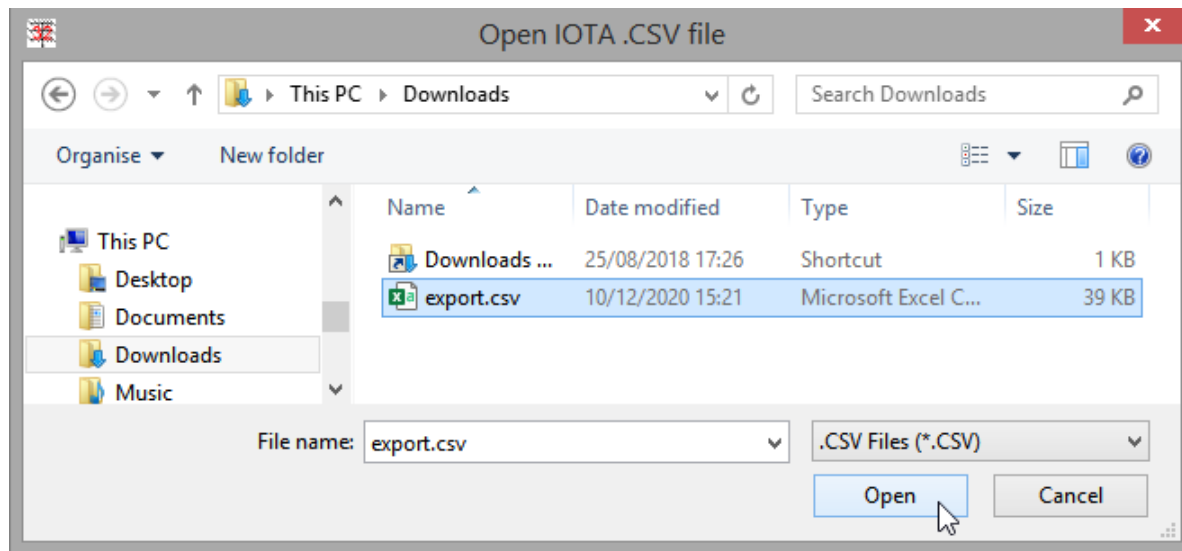 Open IOTA .CSV file
This PC Downloads Search Downloads
Organise New folder
Name Date modified Type Size
This PC
Desktop
Documents
Downloads
Music
Downloads ... 25/08/2018 17:26 Shortcut 1 KB
export.csv 10/12/2020 15:21 Microsoft Excel C... 39 KB
File name: export.csv .CSV Files (*.CSV)
Open Cancel